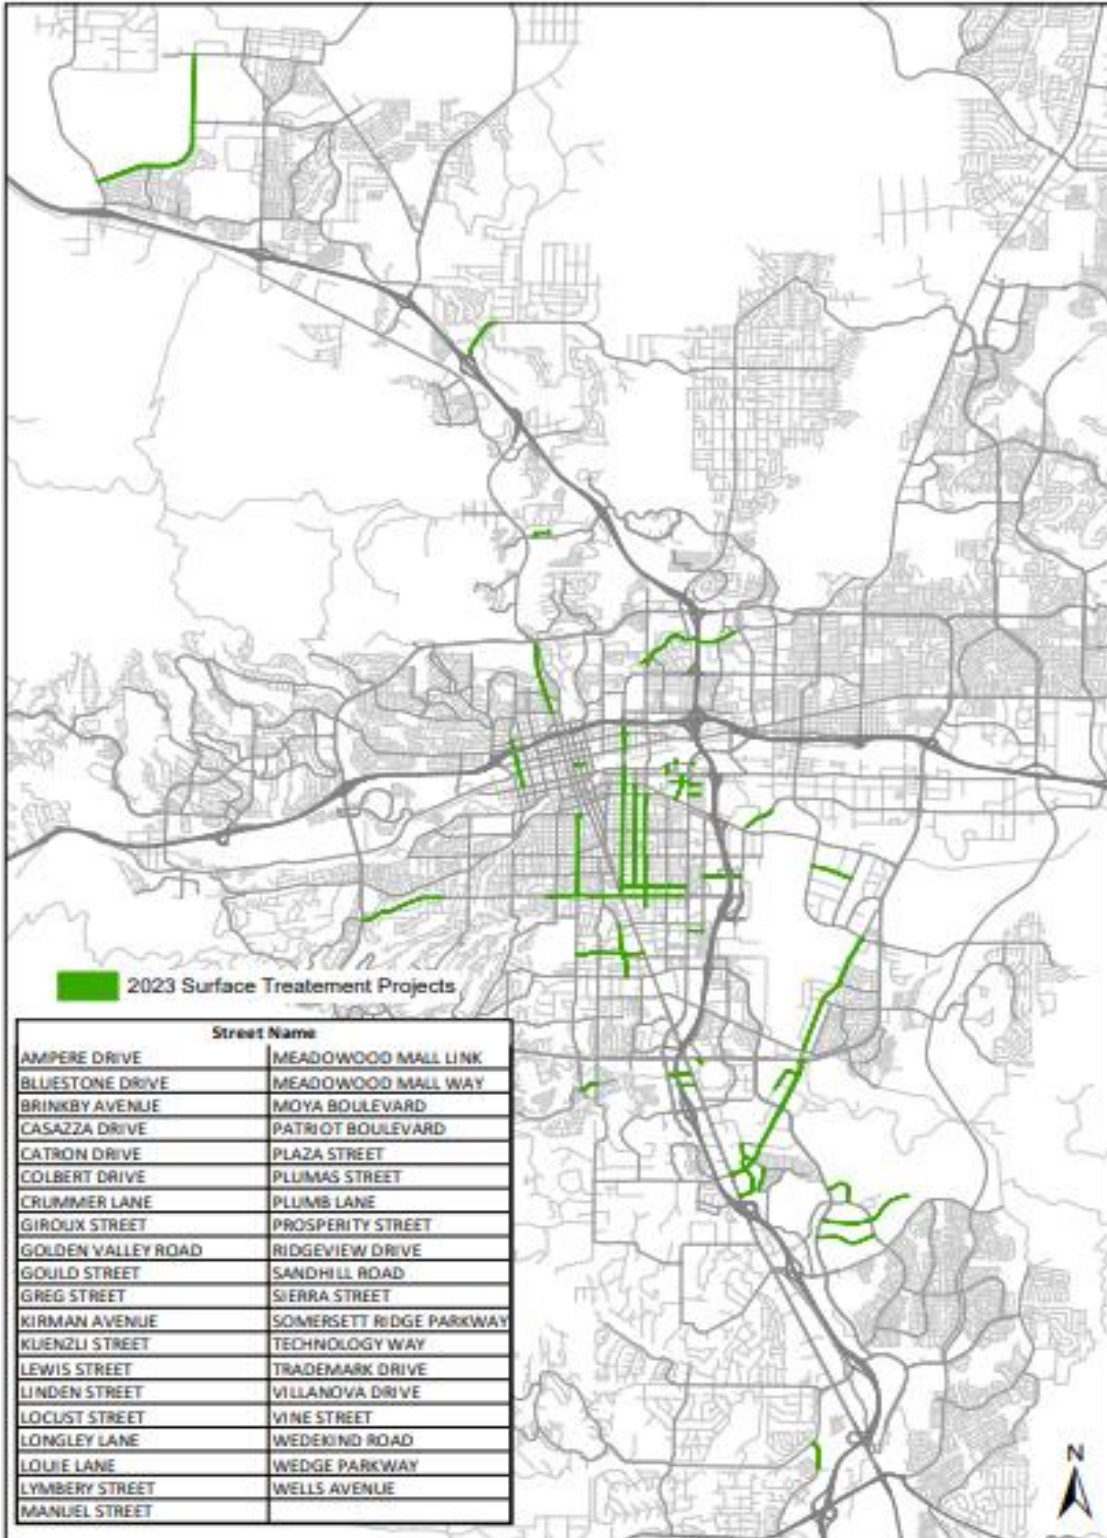 2023 Surface Treatement Projects
Street Name
AMPERE DRIVE MEADOWOOD MALL LINK
BLUESTONE DRIVE MEADOWOOD MALL WAY
BRINKBY AVENUE MOYA BOULEVARD
CASAZZA DRIVE PATRIOT BOULEVARD
CATRON DRIVE PLAZA STREET
COLBERT DRIVE PLUMAS STREET
CRUMMER LANE PLUMB LANE
GIROUX STREET PROSPERITY STREET
GOLDEN VALLEY ROAD RIDGEVIEW DRIVE
GOULD STREET SANDHILL ROAD
GREG STREET SIERRA STREET
KIRMAN AVENUE SOMERSETT RIDGE PARKWAY
KUENZLI STREET TECHNOLOGY WAY
LEWIS STREET TRADEMARK DRIVE
LINDEN STREET VILLANOVA DRIVE
LOCUST STREET VINE STREET
LONGLEY LANE WEDEKIND ROAD
LOUIE LANE WEDGE PARKWAY
LYMBERY STREET WELLS AVENUE
MANUEL STREET
N